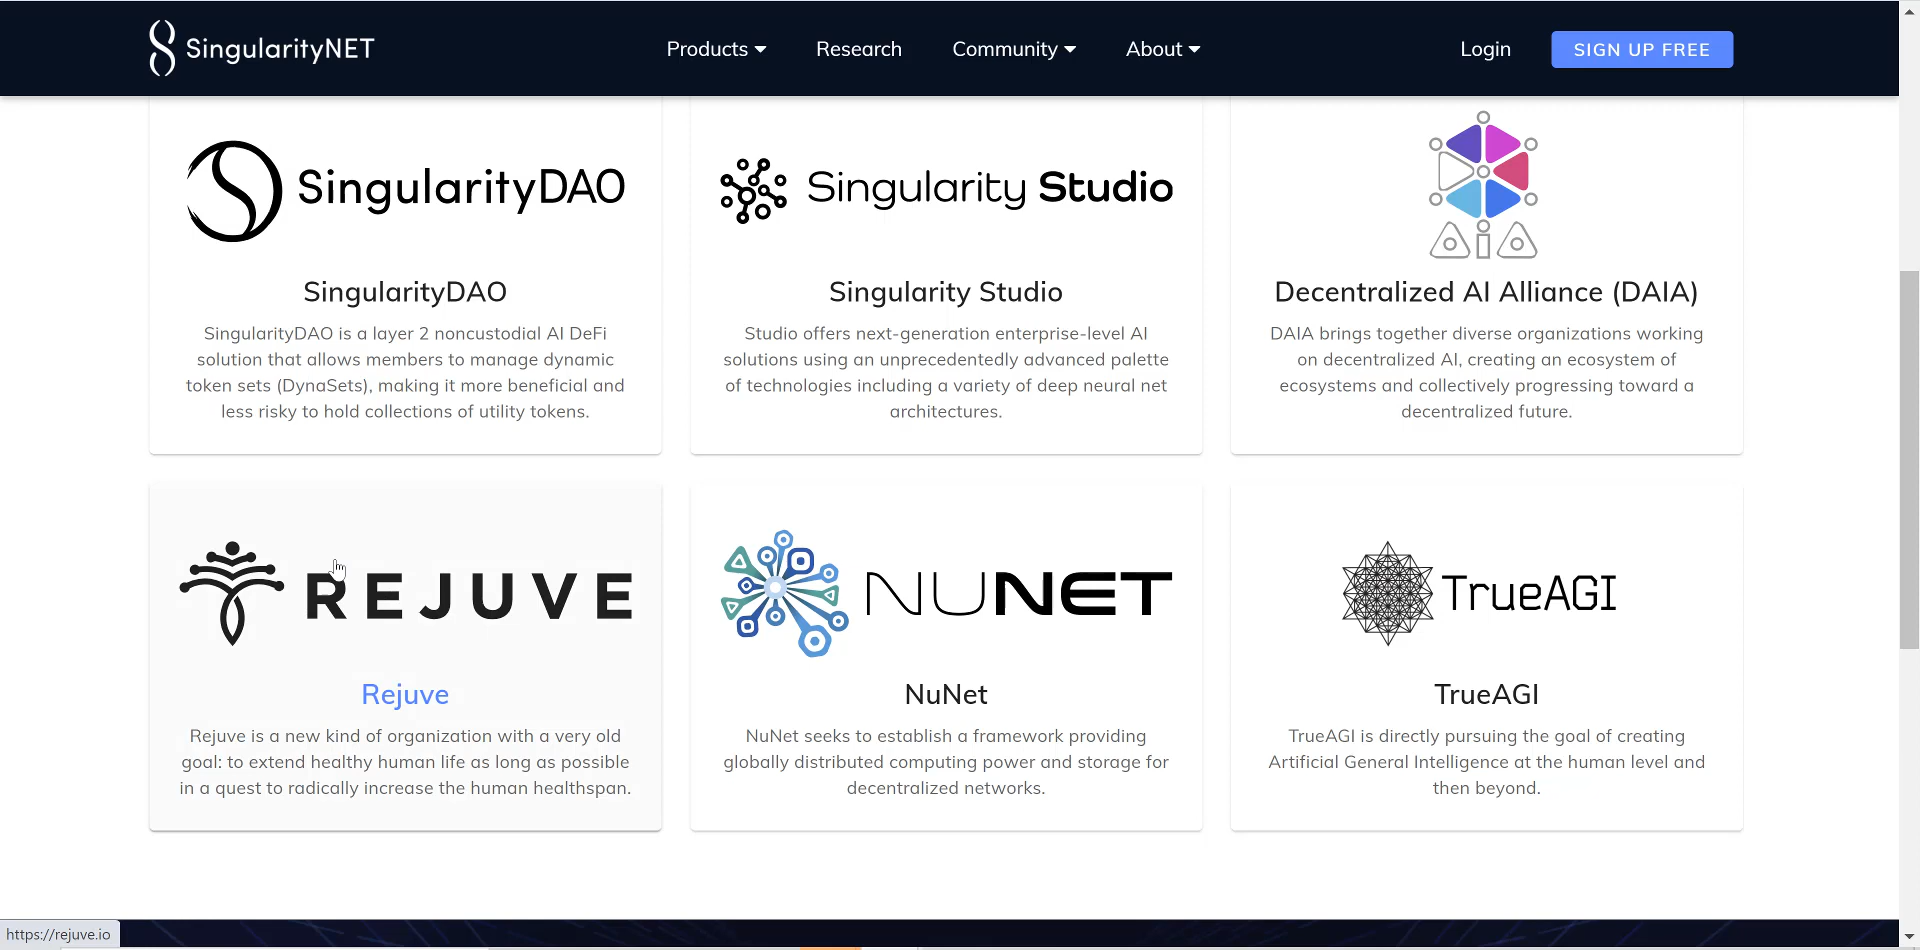 SingularityNET
Products
Research
Community
About
Login
SIGN UP FREE
SingularityDAO
Singularity Studio
AiA
SingularityDAO
SingularityDAO is a layer 2 noncustodial AI DeFi
solution that allows members to manage dynamic
token sets (DynaSets), making it more beneficial and
less risky to hold collections of utility tokens.
Singularity Studio
Studio offers next-generation enterprise-level AI
solutions using an unprecedentedly advanced palette
of technologies including a variety of deep neural net
architectures.
Decentralized AI Alliance (DAIA)
DAIA brings together diverse organizations working
on decentralized AI, creating an ecosystem of
ecosystems and collectively progressing toward a
decentralized future.
REJUVE
NUNET
TrueAGI
Rejuve
Rejuve is a new kind of organization with a very old
goal: to extend healthy human life as long as possible
in a quest to radically increase the human healthspan.
NuNet
NuNet seeks to establish a framework providing
globally distributed computing power and storage for
decentralized networks.
TrueAGI
TrueAGI is directly pursuing the goal of creating
Artificial General Intelligence at the human level and
then beyond.
https://rejuve.io